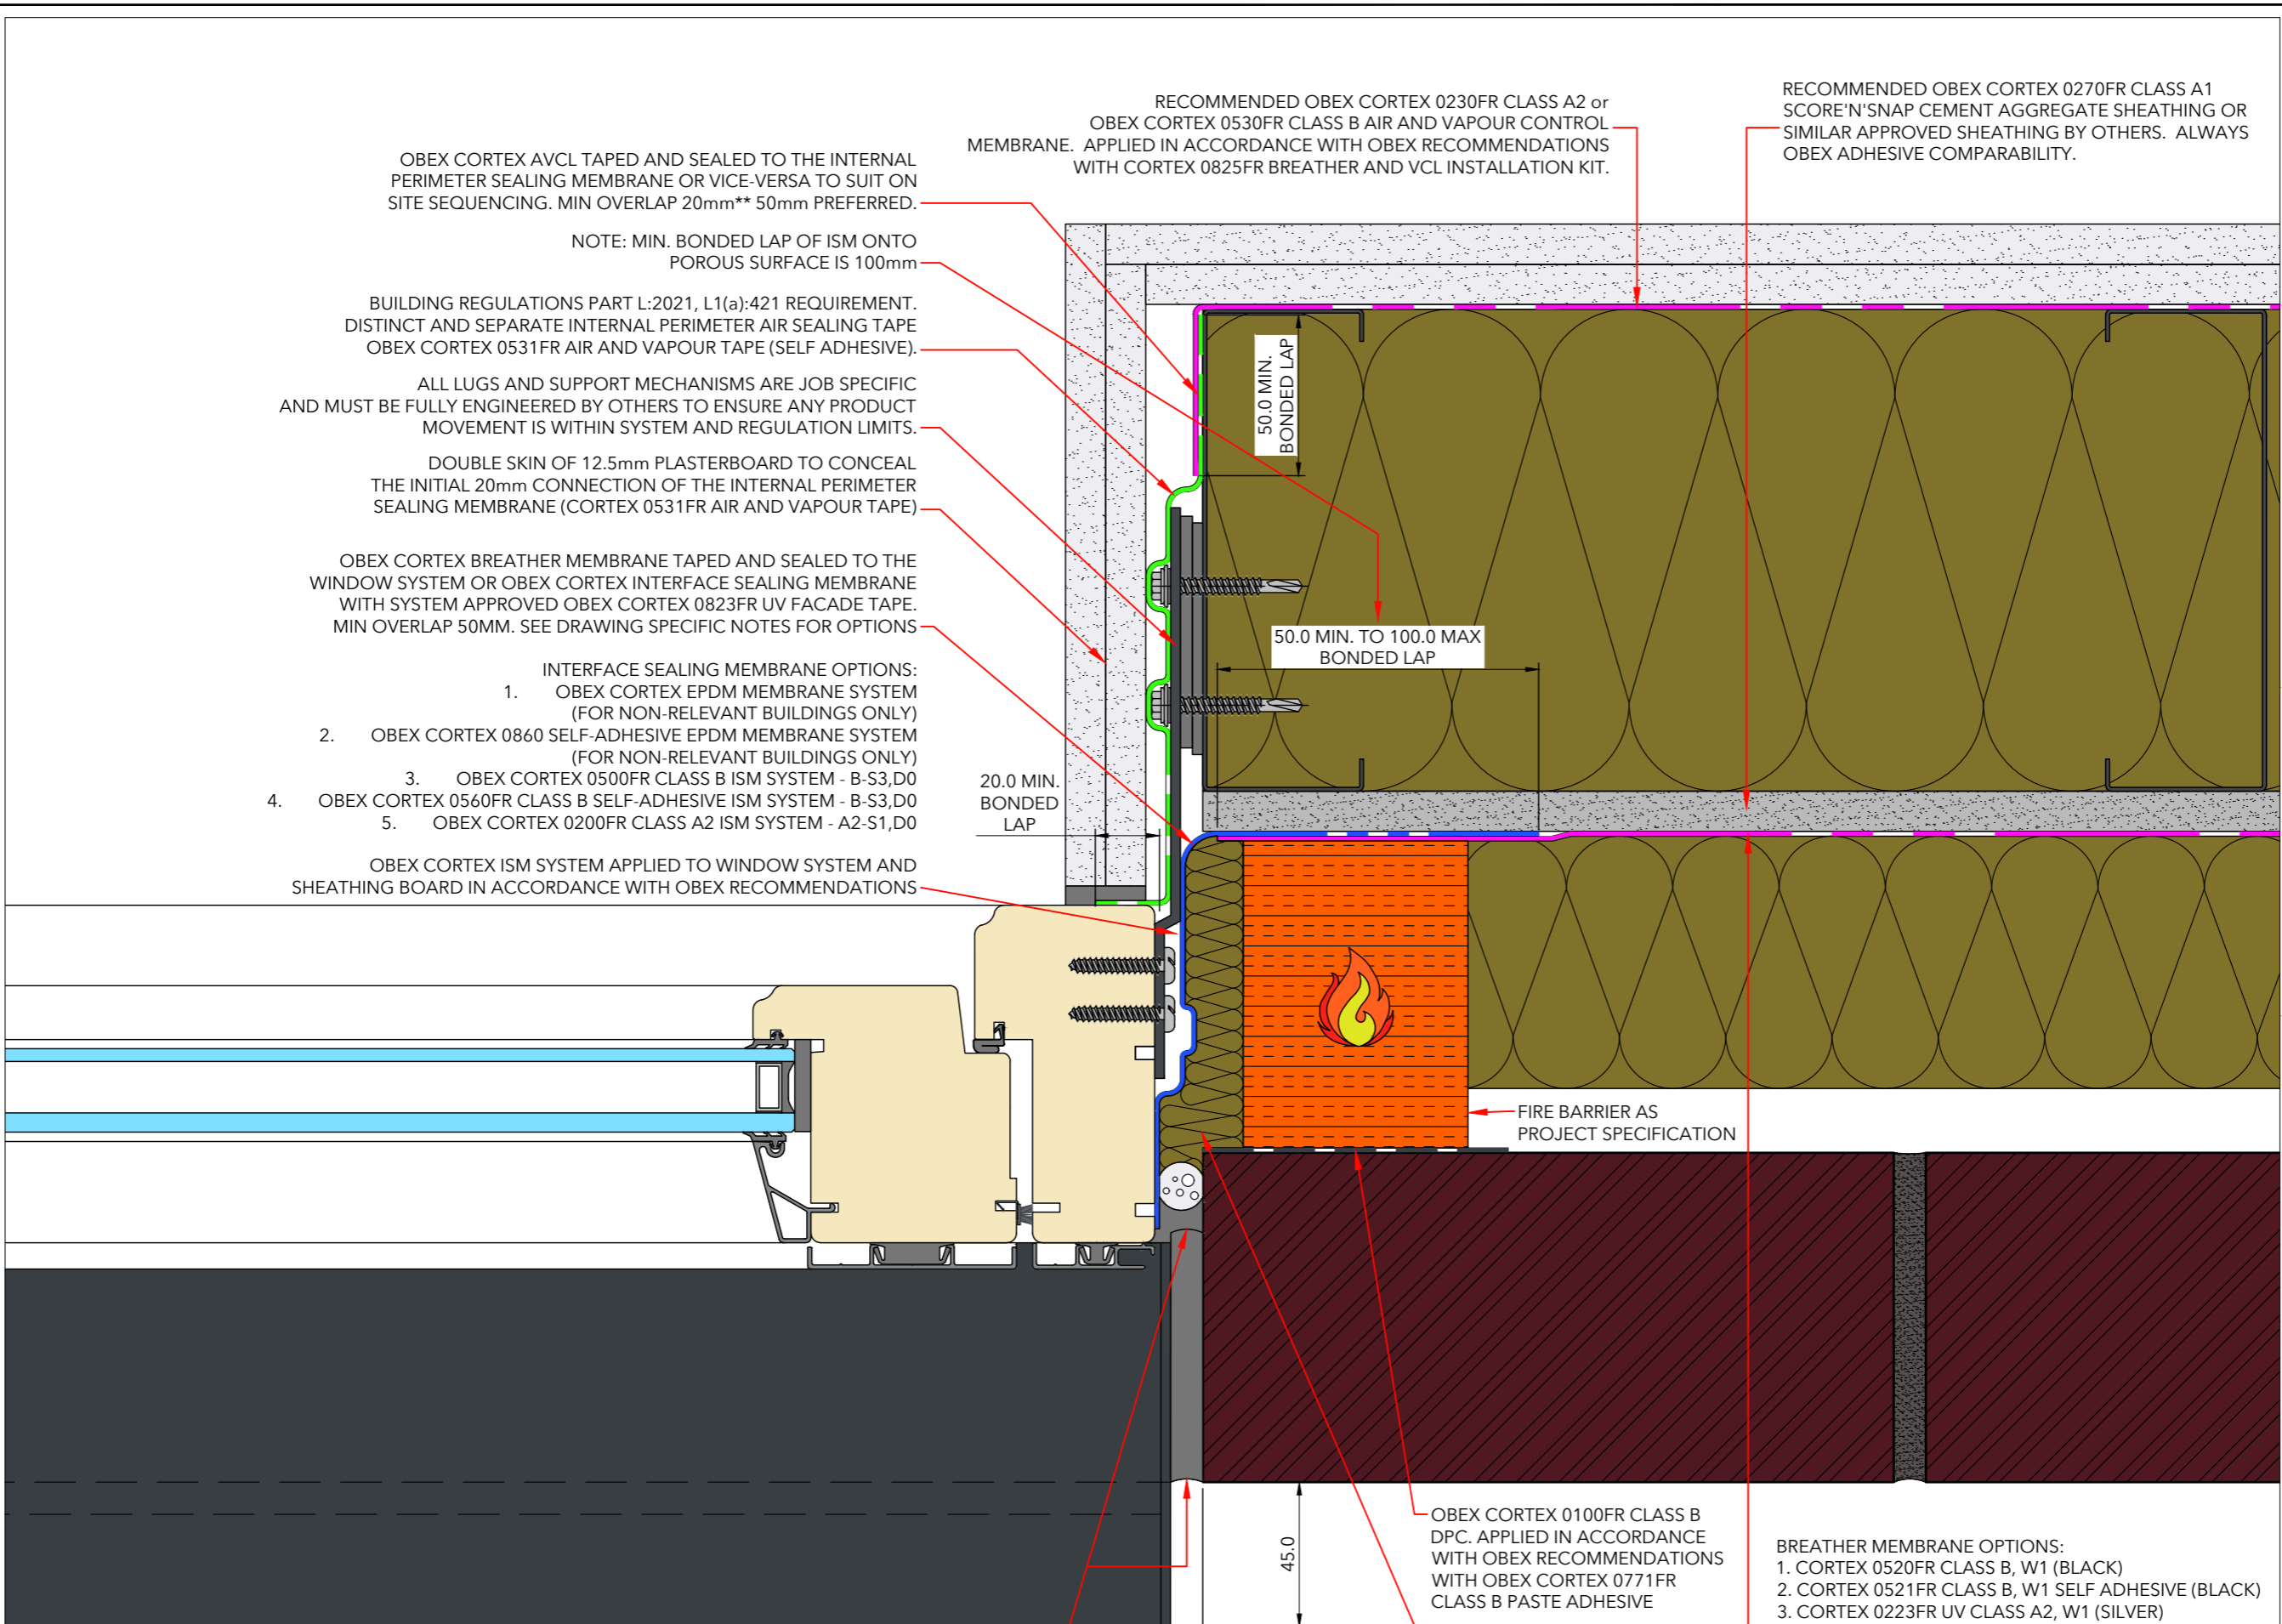 RECOMMENDED OBEX CORTEX 0230FR CLASS A2 or
OBEX CORTEX 0530FR CLASS B AIR AND VAPOUR CONTROL
MEMBRANE. APPLIED IN ACCORDANCE WITH OBEX RECOMMENDATIONS
WITH CORTEX 0825FR BREATHER AND VCL INSTALLATION KIT.
RECOMMENDED OBEX CORTEX 0270FR CLASS A1
SCORE'N'SNAP CEMENT AGGREGATE SHEATHING OR
SIMILAR APPROVED SHEATHING BY OTHERS. ALWAYS
OBEX ADHESIVE COMPARABILITY.
OBEX CORTEX AVCL TAPED AND SEALED TO THE INTERNAL
PERIMETER SEALING MEMBRANE OR VICE-VERSA TO SUIT ON
SITE SEQUENCING. MIN OVERLAP 20mm** 50mm PREFERRED.
NOTE: MIN. BONDED LAP OF ISM ONTO
POROUS SURFACE IS 100mm
BUILDING REGULATIONS PART L:2021, L1(a):421 REQUIREMENT.
DISTINCT AND SEPARATE INTERNAL PERIMETER AIR SEALING TAPE
OBEX CORTEX 0531FR AIR AND VAPOUR TAPE (SELF ADHESIVE).
ALL LUGS AND SUPPORT MECHANISMS ARE JOB SPECIFIC
AND MUST BE FULLY ENGINEERED BY OTHERS TO ENSURE ANY PRODUCT
MOVEMENT IS WITHIN SYSTEM AND REGULATION LIMITS.
DOUBLE SKIN OF 12.5mm PLASTERBOARD TO CONCEAL
THE INITIAL 20mm CONNECTION OF THE INTERNAL PERIMETER
SEALING MEMBRANE (CORTEX 0531FR AIR AND VAPOUR TAPE)
OBEX CORTEX BREATHER MEMBRANE TAPED AND SEALED TO THE
WINDOW SYSTEM OR OBEX CORTEX INTERFACE SEALING MEMBRANE
WITH SYSTEM APPROVED OBEX CORTEX 0823FR UV FACADE TAPE.
MIN OVERLAP 50MM. SEE DRAWING SPECIFIC NOTES FOR OPTIONS
INTERFACE SEALING MEMBRANE OPTIONS:
1. OBEX CORTEX EPDM MEMBRANE SYSTEM
(FOR NON-RELEVANT BUILDINGS ONLY)
2. OBEX CORTEX 0860 SELF-ADHESIVE EPDM MEMBRANE SYSTEM
(FOR NON-RELEVANT BUILDINGS ONLY)
3. OBEX CORTEX 0500FR CLASS B ISM SYSTEM - B-S3,D0
4. OBEX CORTEX 0560FR CLASS B SELF-ADHESIVE ISM SYSTEM - B-S3,D0
5. OBEX CORTEX 0200FR CLASS A2 ISM SYSTEM - A2-S1,D0
OBEX CORTEX ISM SYSTEM APPLIED TO WINDOW SYSTEM AND
SHEATHING BOARD IN ACCORDANCE WITH OBEX RECOMMENDATIONS
50.0 MIN.
BONDED LAP
50.0 MIN. TO 100.0 MAX
BONDED LAP
20.0 MIN.
BONDED
LAP
FIRE BARRIER AS
PROJECT SPECIFICATION
45.0
OBEX CORTEX 0100FR CLASS B
DPC. APPLIED IN ACCORDANCE
WITH OBEX RECOMMENDATIONS
WITH OBEX CORTEX 0771FR
CLASS B PASTE ADHESIVE
BREATHER MEMBRANE OPTIONS:
1. CORTEX 0520FR CLASS B, W1 (BLACK)
2. CORTEX 0521FR CLASS B, W1 SELF ADHESIVE (BLACK)
3. CORTEX 0223FR UV CLASS A2, W1 (SILVER)